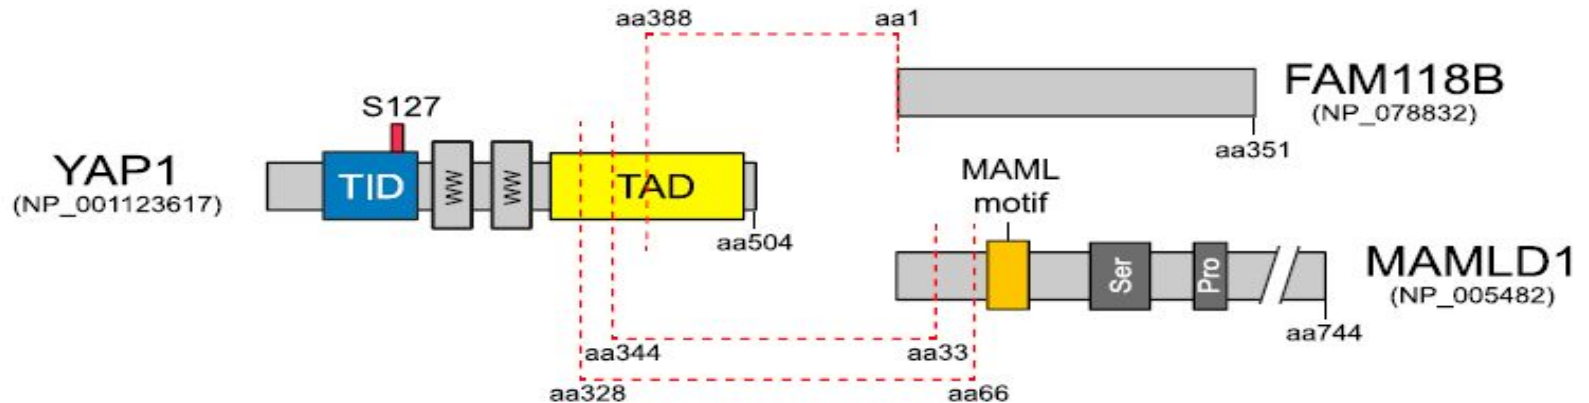 aa388
aa1
FAM118B
(NP_078832)
aa351
S127
YAP1
(NP_001123617)
TID
WW
WW
TAD
aa504
MAML
motif
Ser
Pro
MAMLD1
(NP_005482)
aa744
aa344
aa33
aa328
aa66